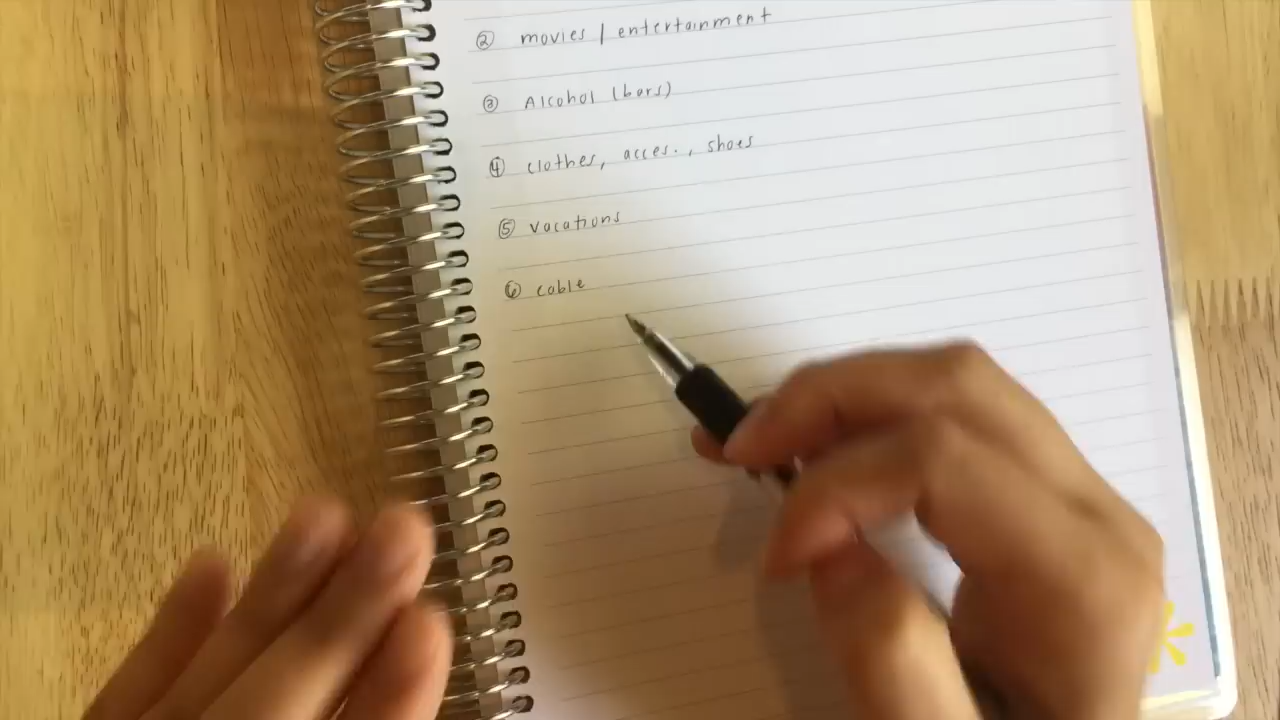 ② movies / entertainment
③ Alcohol (bars)
④ clothes, acces., shoes
⑤ vacations
⑥ cable